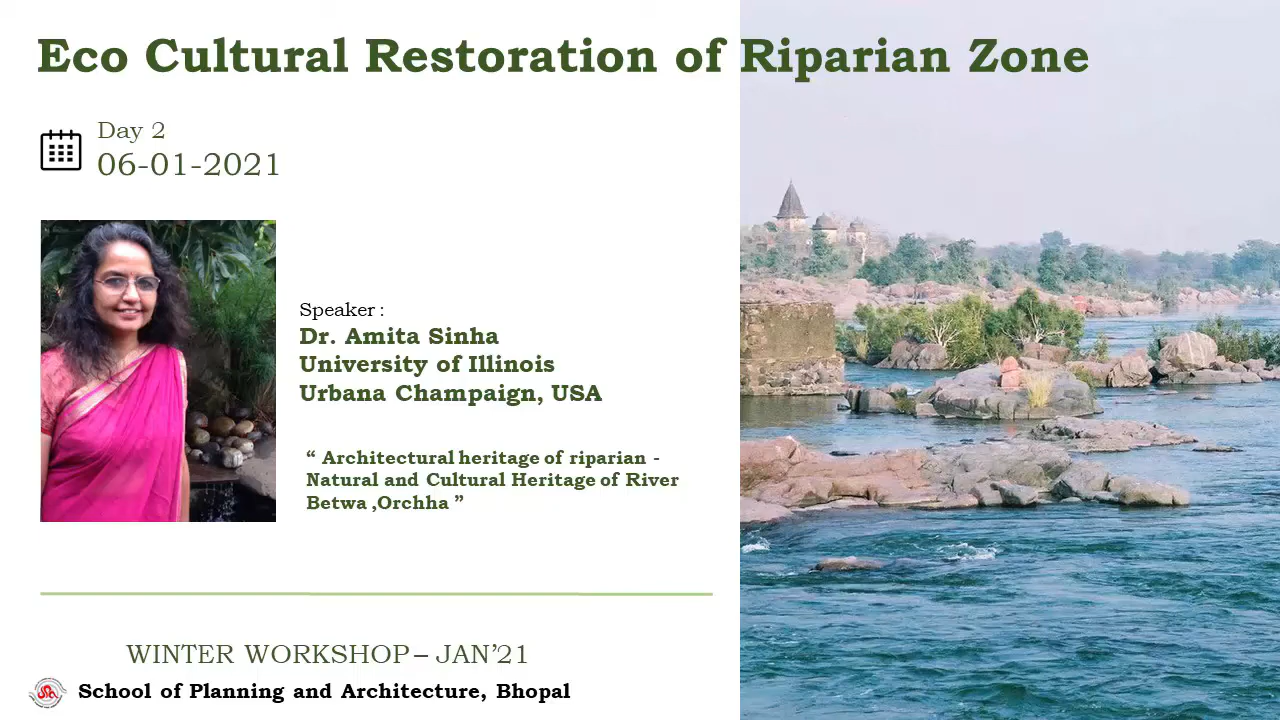 Eco Cultural Restoration of Riparian Zone
Day 2
06-01-2021
Speaker :
Dr. Amita Sinha
University of Illinois
Urbana Champaign, USA
“ Architectural heritage of riparian -
Natural and Cultural Heritage of River
Betwa ,Orchha ”
WINTER WORKSHOP – JAN’21
School of Planning and Architecture, Bhopal